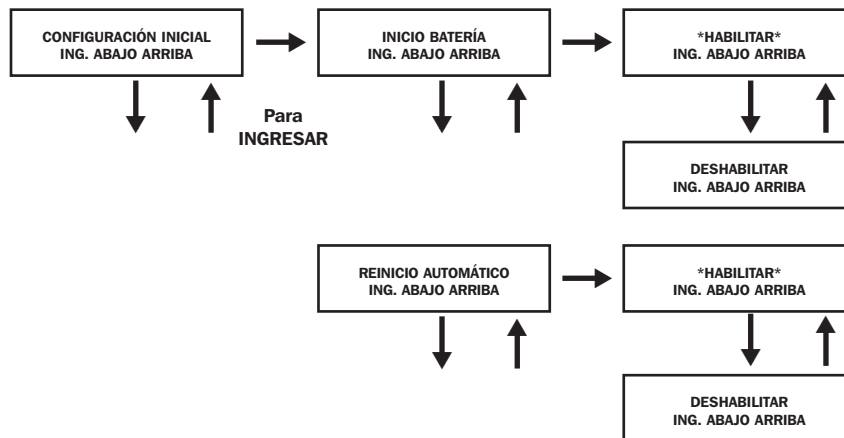 CONFIGURACIÓN INICIAL
ING. ABAJO ARRIBA
INICIO BATERÍA
ING. ABAJO ARRIBA
*HABILITAR*
ING. ABAJO ARRIBA
Para
INGRESAR
DESHABILITAR
ING. ABAJO ARRIBA
REINICIO AUTOMÁTICO
ING. ABAJO ARRIBA
*HABILITAR*
ING. ABAJO ARRIBA
DESHABILITAR
ING. ABAJO ARRIBA